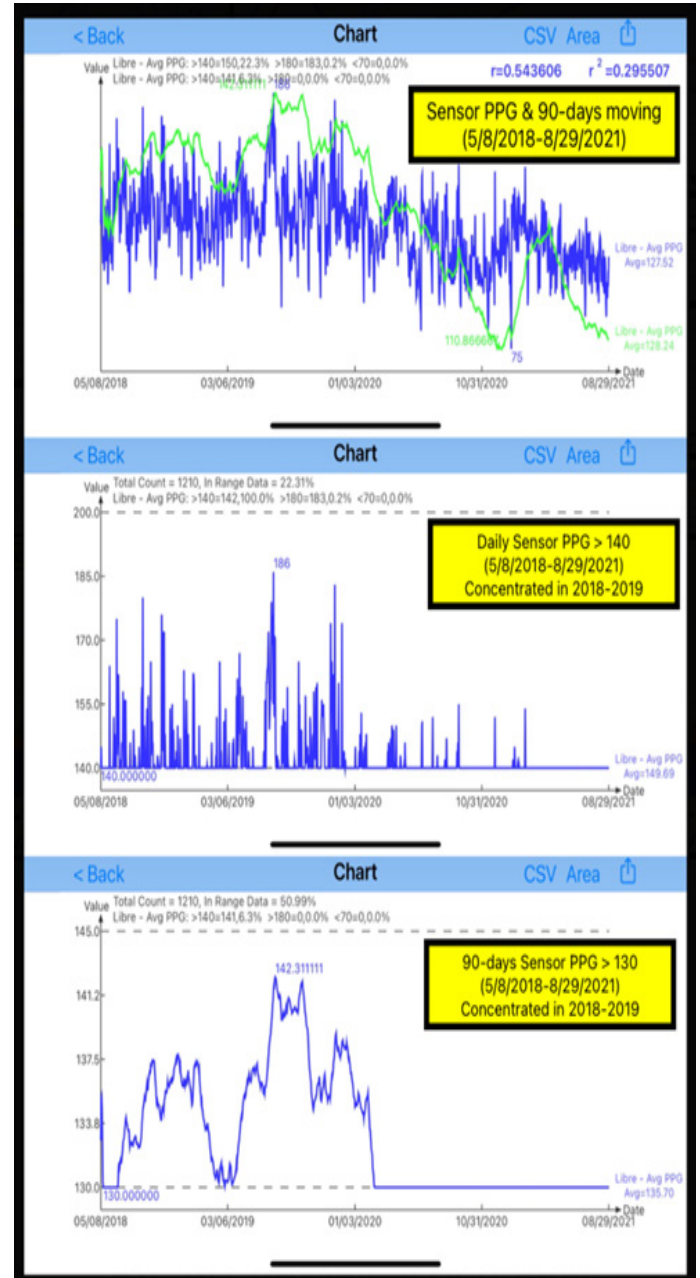 < Back Chart CSV Area
Value Libre - Avg PPG: >140=150,22.3% >180=183,0.2% <70=0,0.0%
Libre - Avg PPG: >140=141,6.3% >180=0,0.0% <70=0,0.0%
r=0.543606 r²=0.295507
142.311111 186
Sensor PPG & 90-days moving
(5/8/2018-8/29/2021)
Libre - Avg PPG
Avg=127.52
110.866667
75
Libre - Avg PPG
Avg=128.24
Date
05/08/2018 03/06/2019 01/03/2020 10/31/2020 08/29/2021
< Back Chart CSV Area
Total Count = 1210, In Range Data = 22.31%
Value Libre - Avg PPG: >140=142,100.0% >180=183,0.2% <70=0,0.0%
200.0
Daily Sensor PPG > 140
(5/8/2018-8/29/2021)
Concentrated in 2018-2019
186
185.0
170.0
155.0
140.0
140.000000
Libre - Avg PPG
Avg=149.69
Date
05/08/2018 03/06/2019 01/03/2020 10/31/2020 08/29/2021
< Back Chart CSV Area
Total Count = 1210, In Range Data = 50.99%
Value Libre - Avg PPG: >140=141,6.3% >180=0,0.0% <70=0,0.0%
145.0
90-days Sensor PPG > 130
(5/8/2018-8/29/2021)
Concentrated in 2018-2019
142.311111
141.2
137.5
133.8
130.0
130.000000
Libre - Avg PPG
Avg=135.70
Date
05/08/2018 03/06/2019 01/03/2020 10/31/2020 08/29/2021